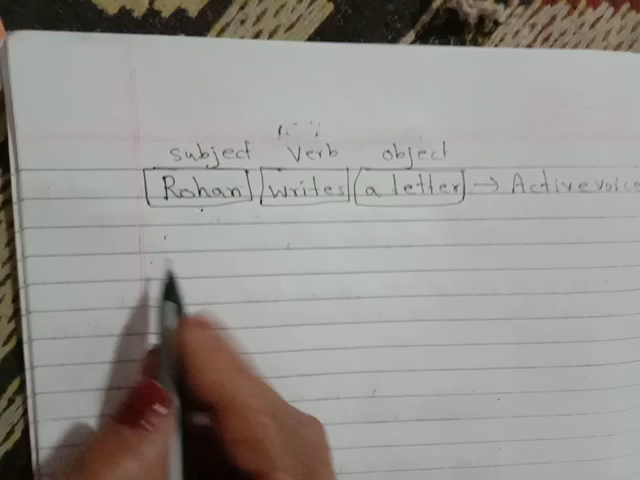 subject verb object
Rohan writes a letter → Active voice